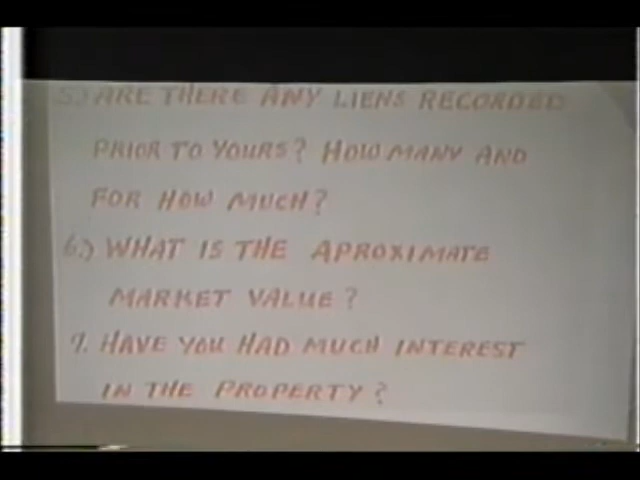 5.) ARE THERE ANY LIENS RECORDED
PRIOR TO YOURS? HOW MANY AND
FOR HOW MUCH?
6.) WHAT IS THE APROXIMATE
MARKET VALUE?
7. HAVE YOU HAD MUCH INTEREST
IN THE PROPERTY?